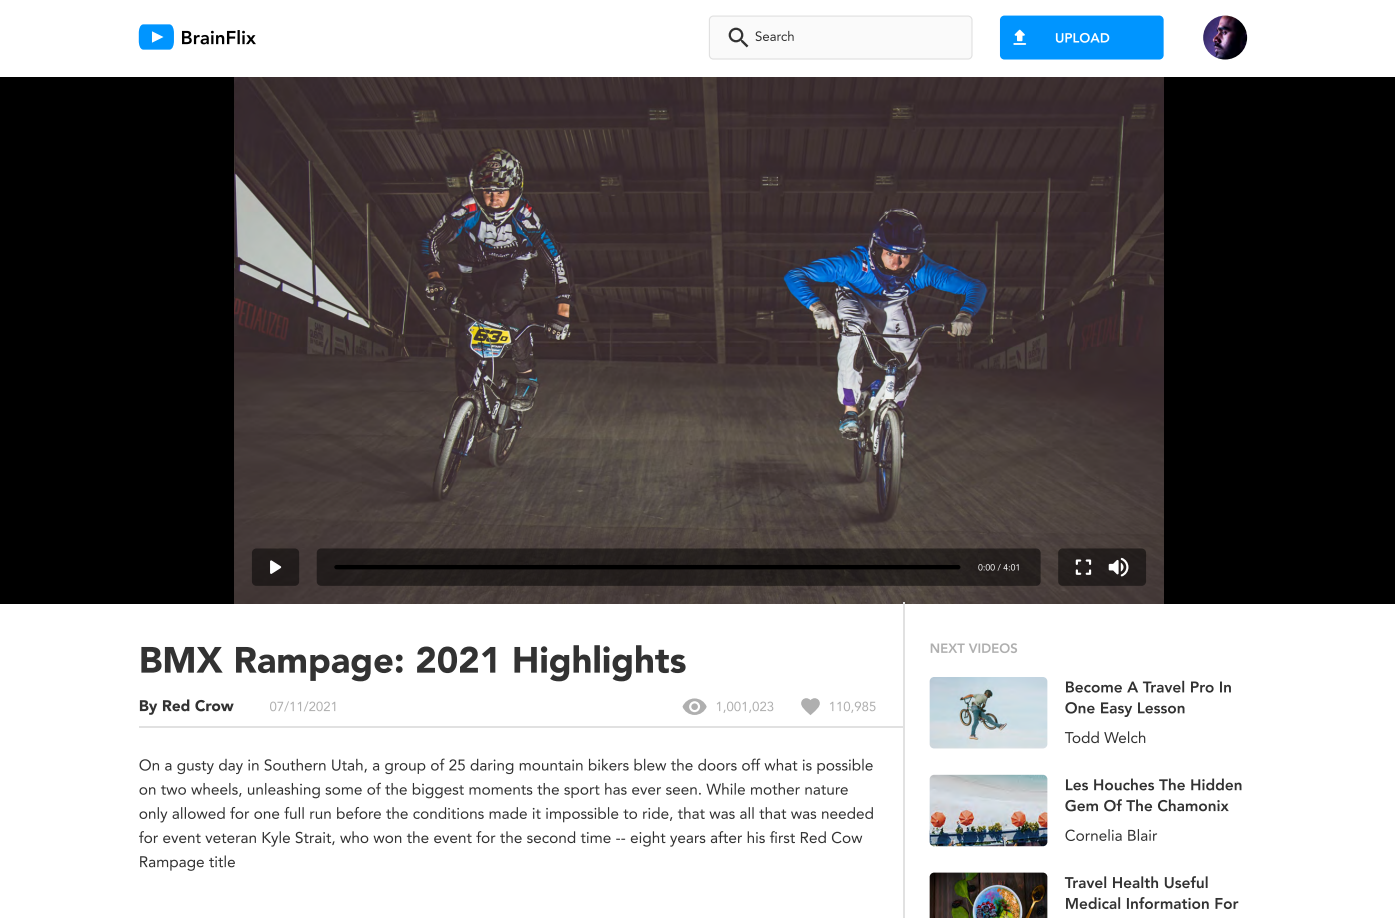 BrainFlix
Search
UPLOAD
SPECIALIZED
530
0:00 / 4:01
BMX Rampage: 2021 Highlights
By Red Crow
07/11/2021
1,001,023
110,985
On a gusty day in Southern Utah, a group of 25 daring mountain bikers blew the doors off what is possible
on two wheels, unleashing some of the biggest moments the sport has ever seen. While mother nature
only allowed for one full run before the conditions made it impossible to ride, that was all that was needed
for event veteran Kyle Strait, who won the event for the second time -- eight years after his first Red Cow
Rampage title
NEXT VIDEOS
Become A Travel Pro In
One Easy Lesson
Todd Welch
Les Houches The Hidden
Gem Of The Chamonix
Cornelia Blair
Travel Health Useful
Medical Information For